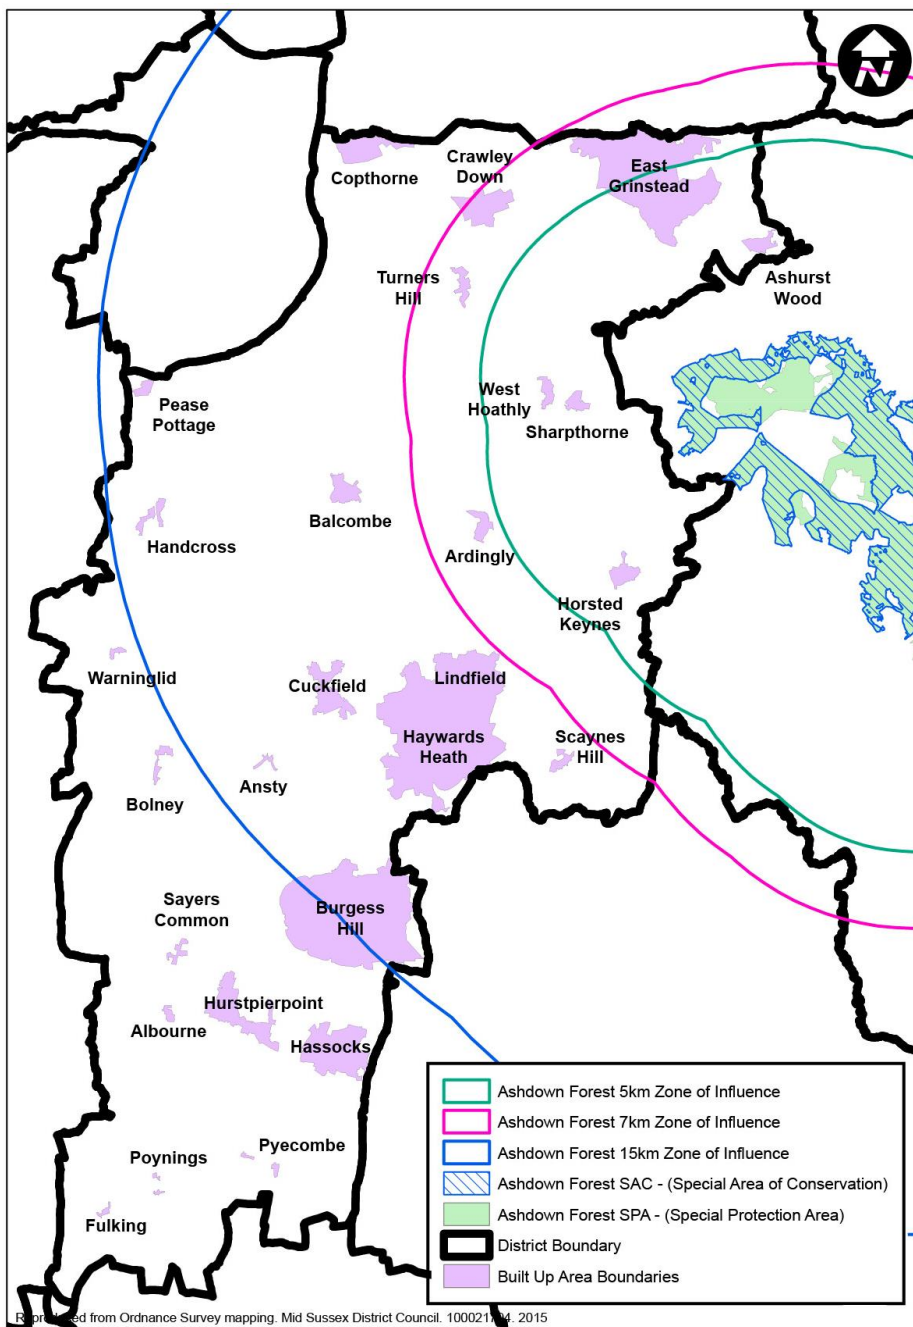 N
Crawley
Down
East
Grinstead
Copthorne
Turners
Hill
Ashurst
Wood
Pease
Pottage
West
Hoathly
Sharpthorne
Balcombe
Handcross
Ardingly
Horsted
Keynes
Warninglid
Cuckfield
Lindfield
Haywards
Heath
Scaynes
Hill
Bolney
Ansty
Sayers
Common
Burgess
Hill
Hurstpierpoint
Albourne
Hassocks
Poynings
Pyecombe
Fulking
Ashdown Forest 5km Zone of Influence
Ashdown Forest 7km Zone of Influence
Ashdown Forest 15km Zone of Influence
Ashdown Forest SAC - (Special Area of Conservation)
Ashdown Forest SPA - (Special Protection Area)
District Boundary
Built Up Area Boundaries
from Ordnance Survey mapping. Mid Sussex District Council. 2015